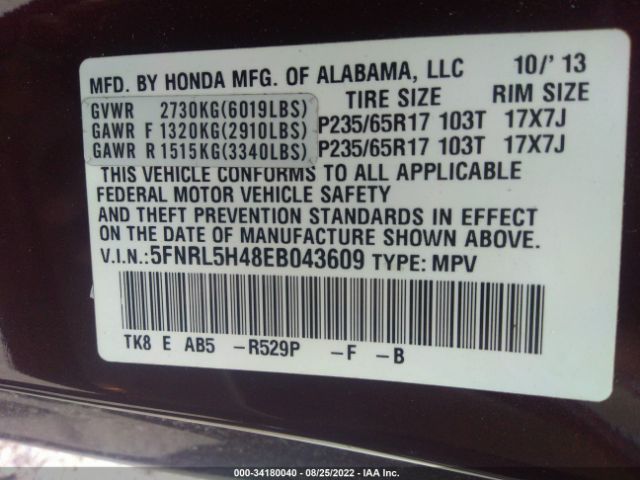 MFD. BY HONDA MFG. OF ALABAMA, LLC 10/'13
TIRE SIZE RIM SIZE
GVWR 2730KG(6019LBS)
GAWR F 1320KG(2910LBS) P235/65R17 103T 17X7J
GAWR R 1515KG(3340LBS) P235/65R17 103T 17X7J
THIS VEHICLE CONFORMS TO ALL APPLICABLE
FEDERAL MOTOR VEHICLE SAFETY
AND THEFT PREVENTION STANDARDS IN EFFECT
ON THE DATE OF MANUFACTURE SHOWN ABOVE.
V.I.N.:5FNRL5H48EB043609 TYPE: MPV
TK8 E AB5 -R529P -F -B
000-34180040 - 08/25/2022 - IAA Inc.